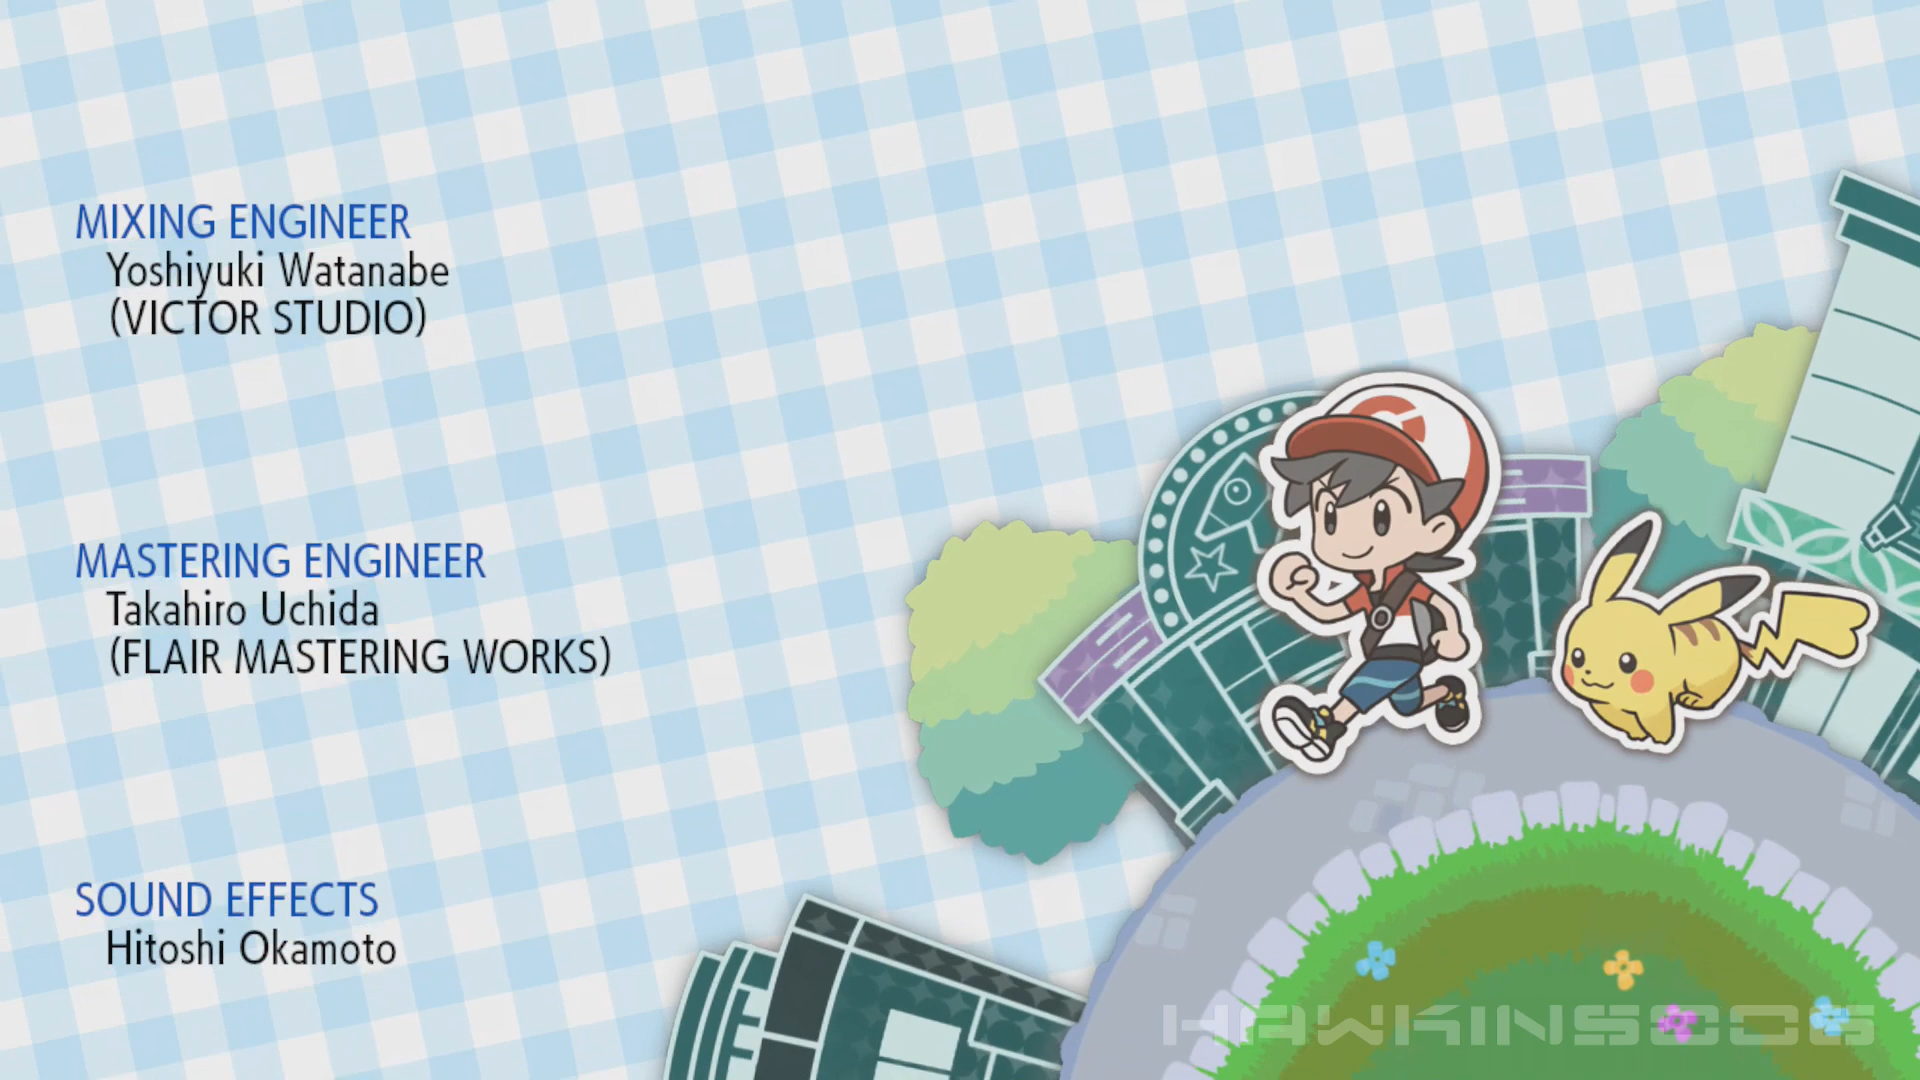 MIXING ENGINEER
Yoshiyuki Watanabe
(VICTOR STUDIO)
MASTERING ENGINEER
Takahiro Uchida
(FLAIR MASTERING WORKS)
SOUND EFFECTS
Hitoshi Okamoto
HAWKINS006